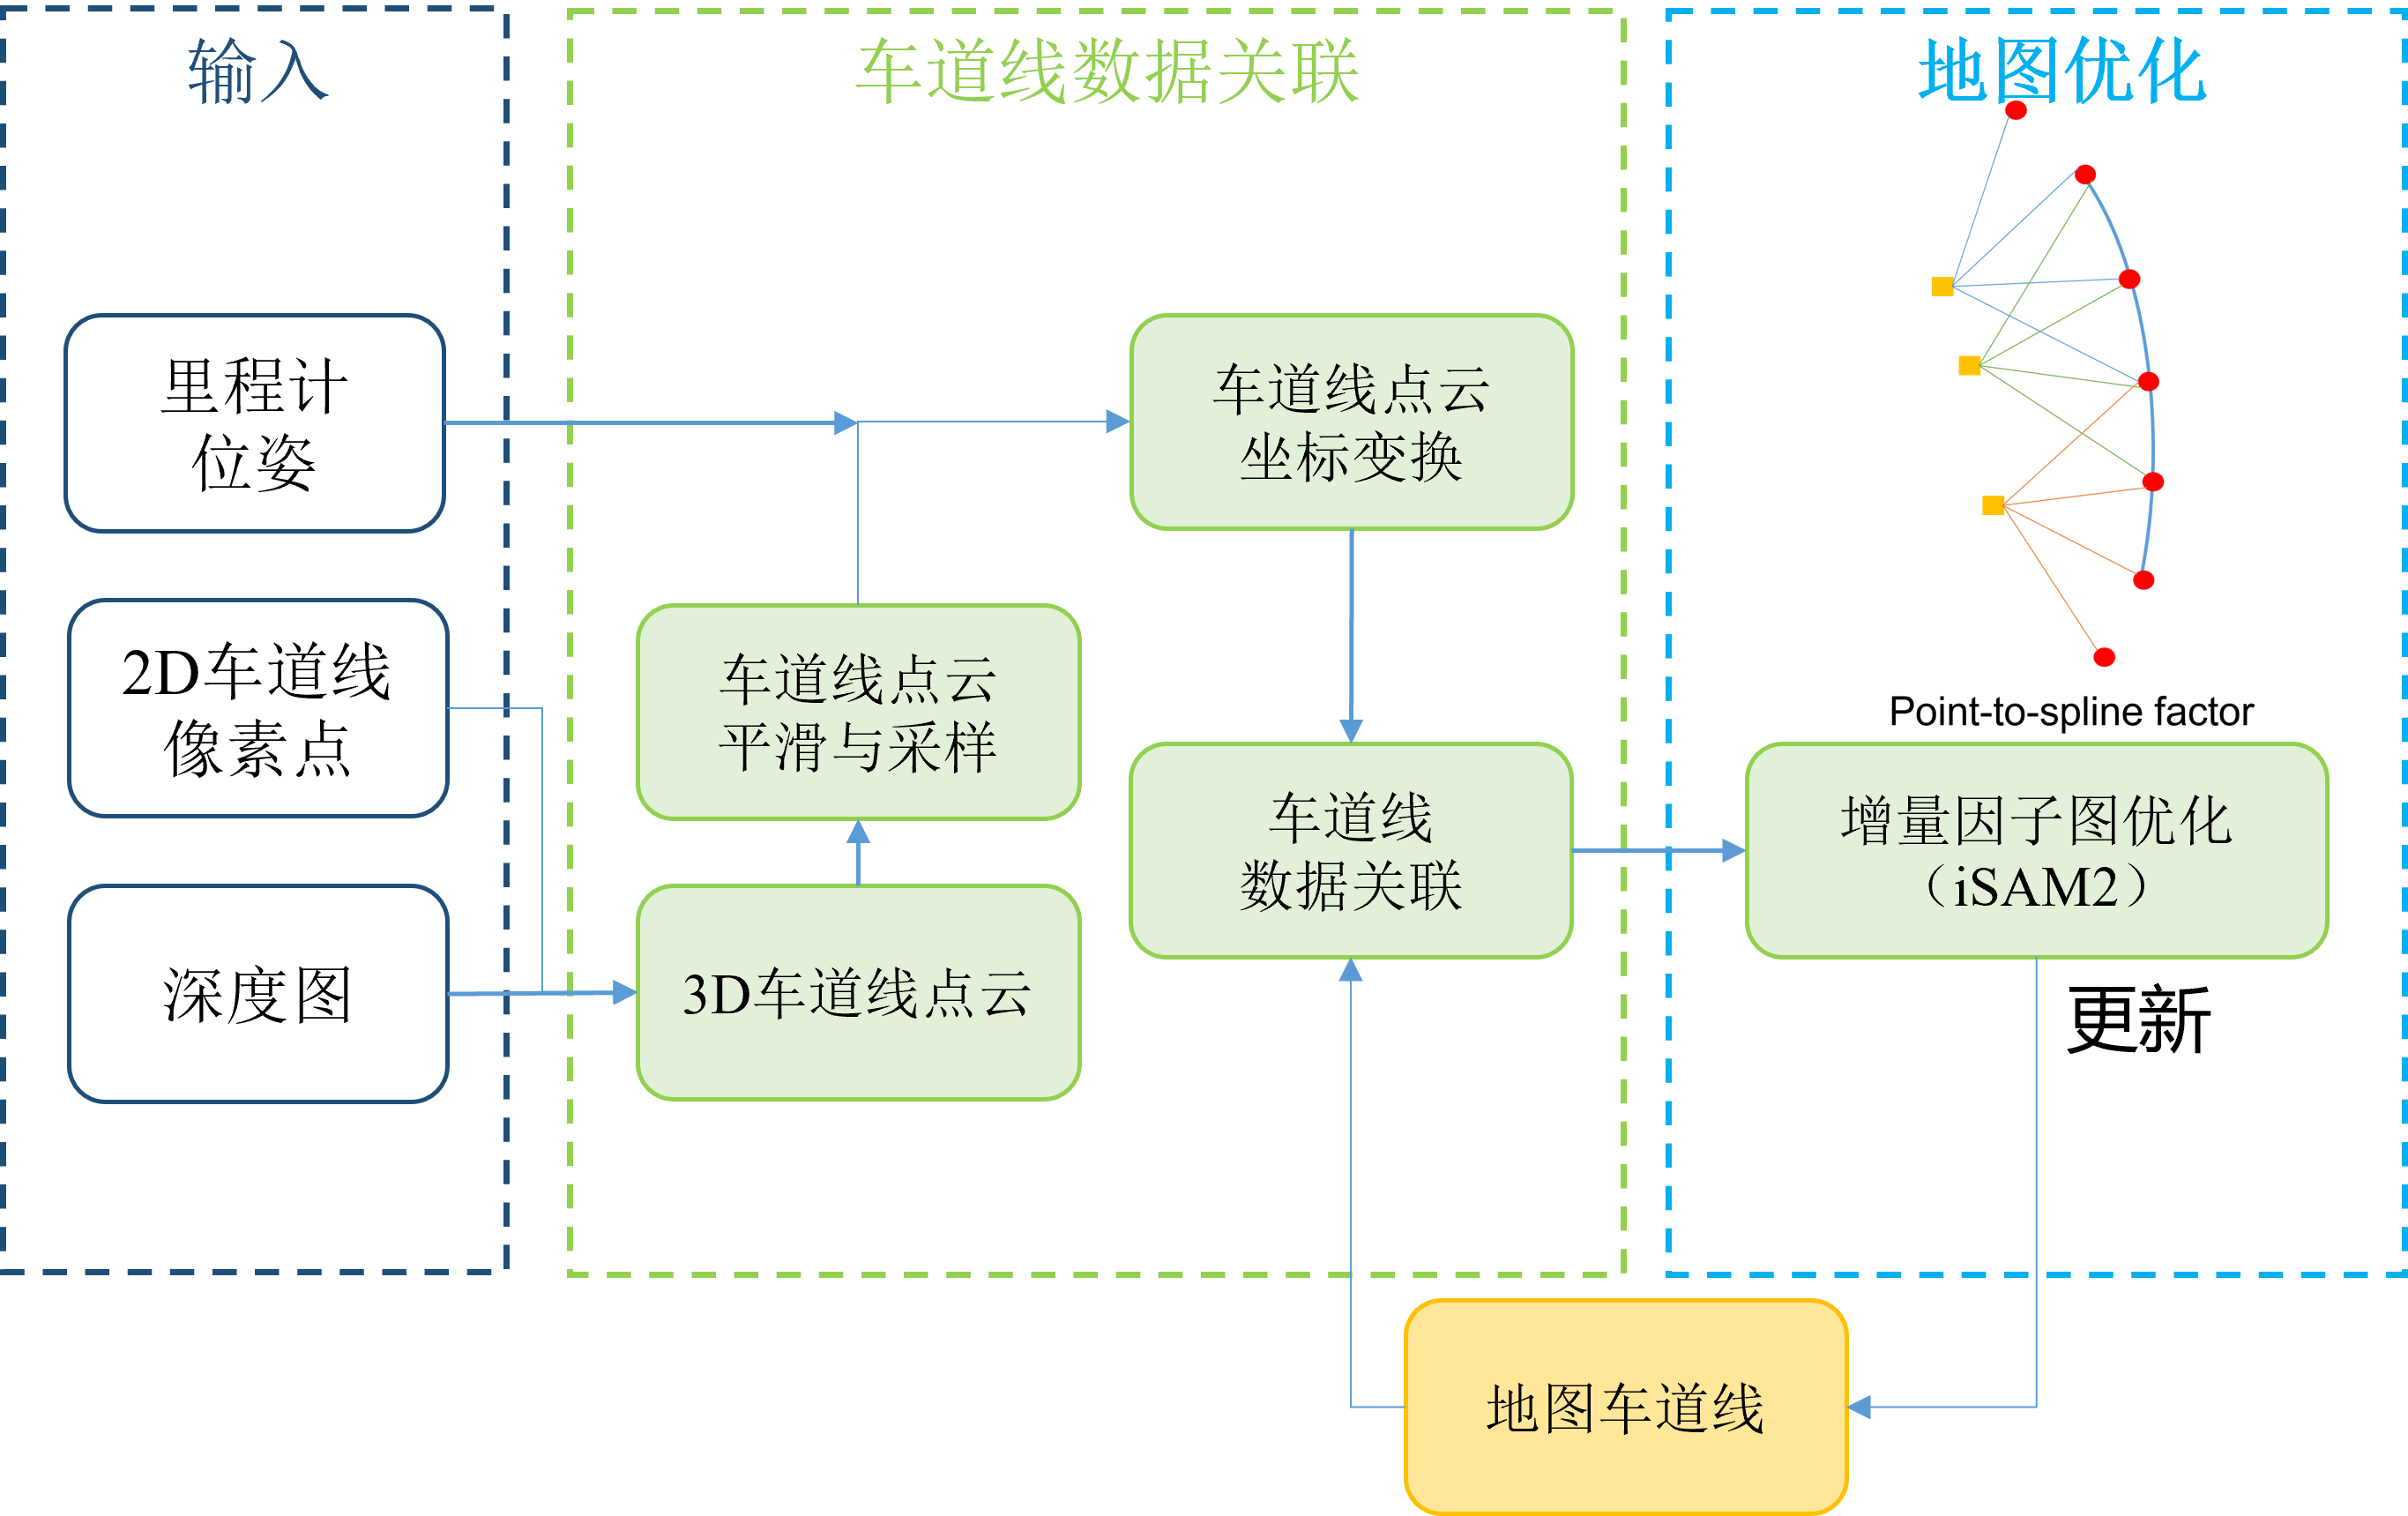 输入
里程计
位姿
2D车道线
像素点
深度图
车道线数据关联
车道线点云
坐标变换
车道线点云
平滑与采样
3D车道线点云
车道线
数据关联
地图优化
Point-to-spline factor
增量因子图优化
（iSAM2）
更新
地图车道线